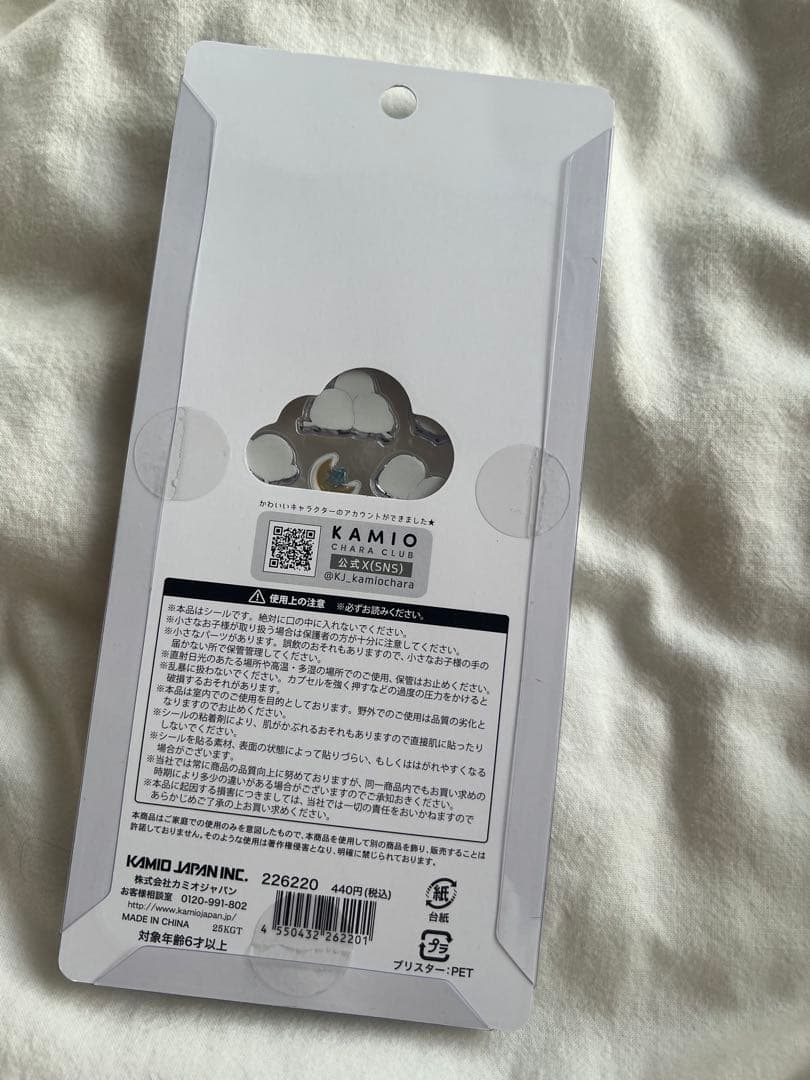 かわいいキャラクターのアカウントができました★
KAMIO
CHARA CLUB
公式X(SNS)
@KJ_kamiochara
使用上の注意 ※必ずお読みください。
※本品はシールです。絶対に口の中に入れないでください。
※小さなお子様が取り扱う場合は保護者の方が十分に注意してください。
※小さなパーツがあります。誤飲のおそれもありますので、小さなお子様の手の
届かない所で保管管理してください。
※直射日光のあたる場所や高温・多湿の場所でのご使用、保管はお止めください。
※乱暴に扱わないでください。カプセルを強く押すなどの過度の圧力をかけると
破損するおそれがあります。
※本品は室内でのご使用を目的としております。野外でのご使用は品質の劣化と
なりますのでお止めください。
※シールの粘着剤により、肌がかぶれるおそれもありますので直接肌に貼ったり
しないでください。
※シールを貼る素材、表面の状態によって貼りづらい、もしくははがれやすくなる
場合がございます。
※当社では常に商品の品質向上に努めておりますが、同一商品内でもお買い求めの
時期により多少の違いがある場合がございますのでご承知おきください。
※本品に起因する損害につきましては、当社では一切の責任をおいかねますので
あらかじめご了承の上お買い求めください。
本商品はご家庭での使用のみを意図したもので、本商品を使用して別の商品を飾り、販売することは
許諾しておりません。そのような使用は著作権侵害となり、明確に禁じられております。
KAMIO JAPAN INC.
株式会社カミオジャパン
お客様相談室 0120-991-802
http://www.kamiojapan.jp/
MADE IN CHINA 25KGT
対象年齢6才以上
226220 440円(税込)
4 550432 262201
紙
台紙
プラ
ブリスター:PET